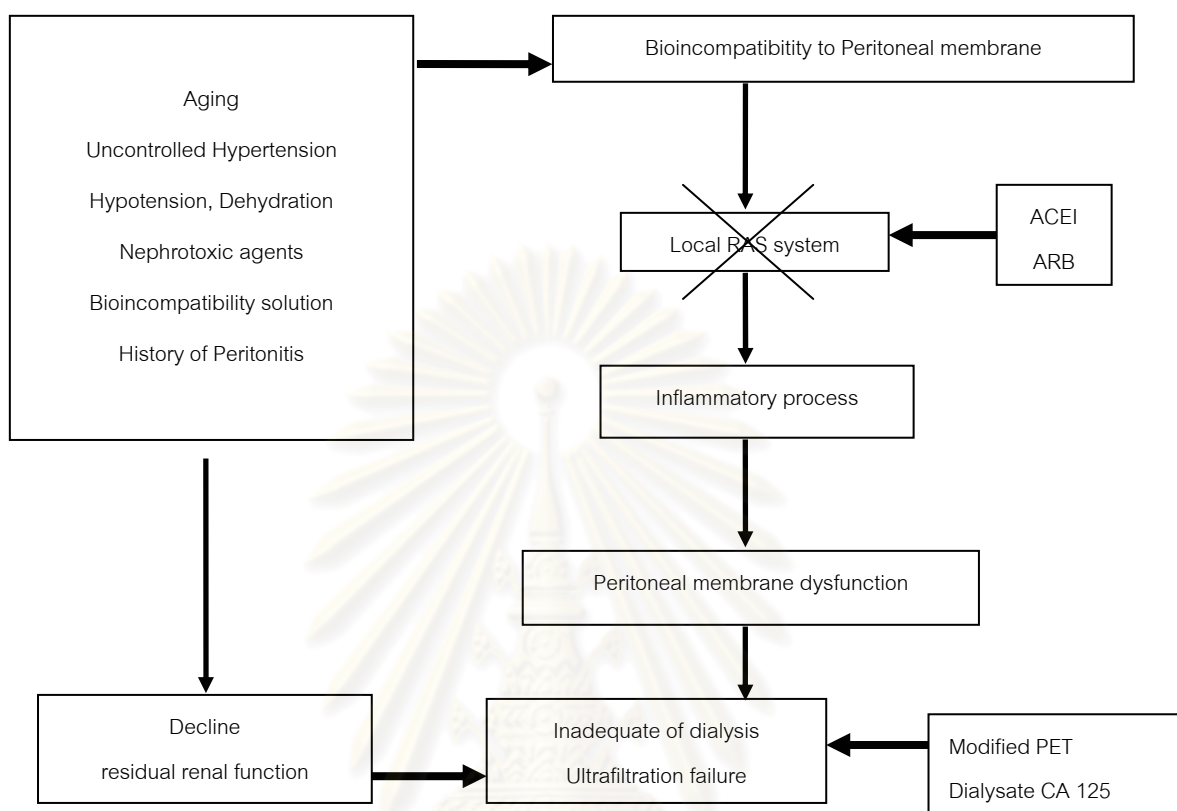 Bioincompatibitity to Peritoneal membrane
Aging
Uncontrolled Hypertension
Hypotension, Dehydration
Nephrotoxic agents
Bioincompatibility solution
History of Peritonitis
Local RAS system
ACEI
ARB
Inflammatory process
Peritoneal membrane dysfunction
Decline
residual renal function
Inadequate of dialysis
Ultrafiltration failure
Modified PET
Dialysate CA 125